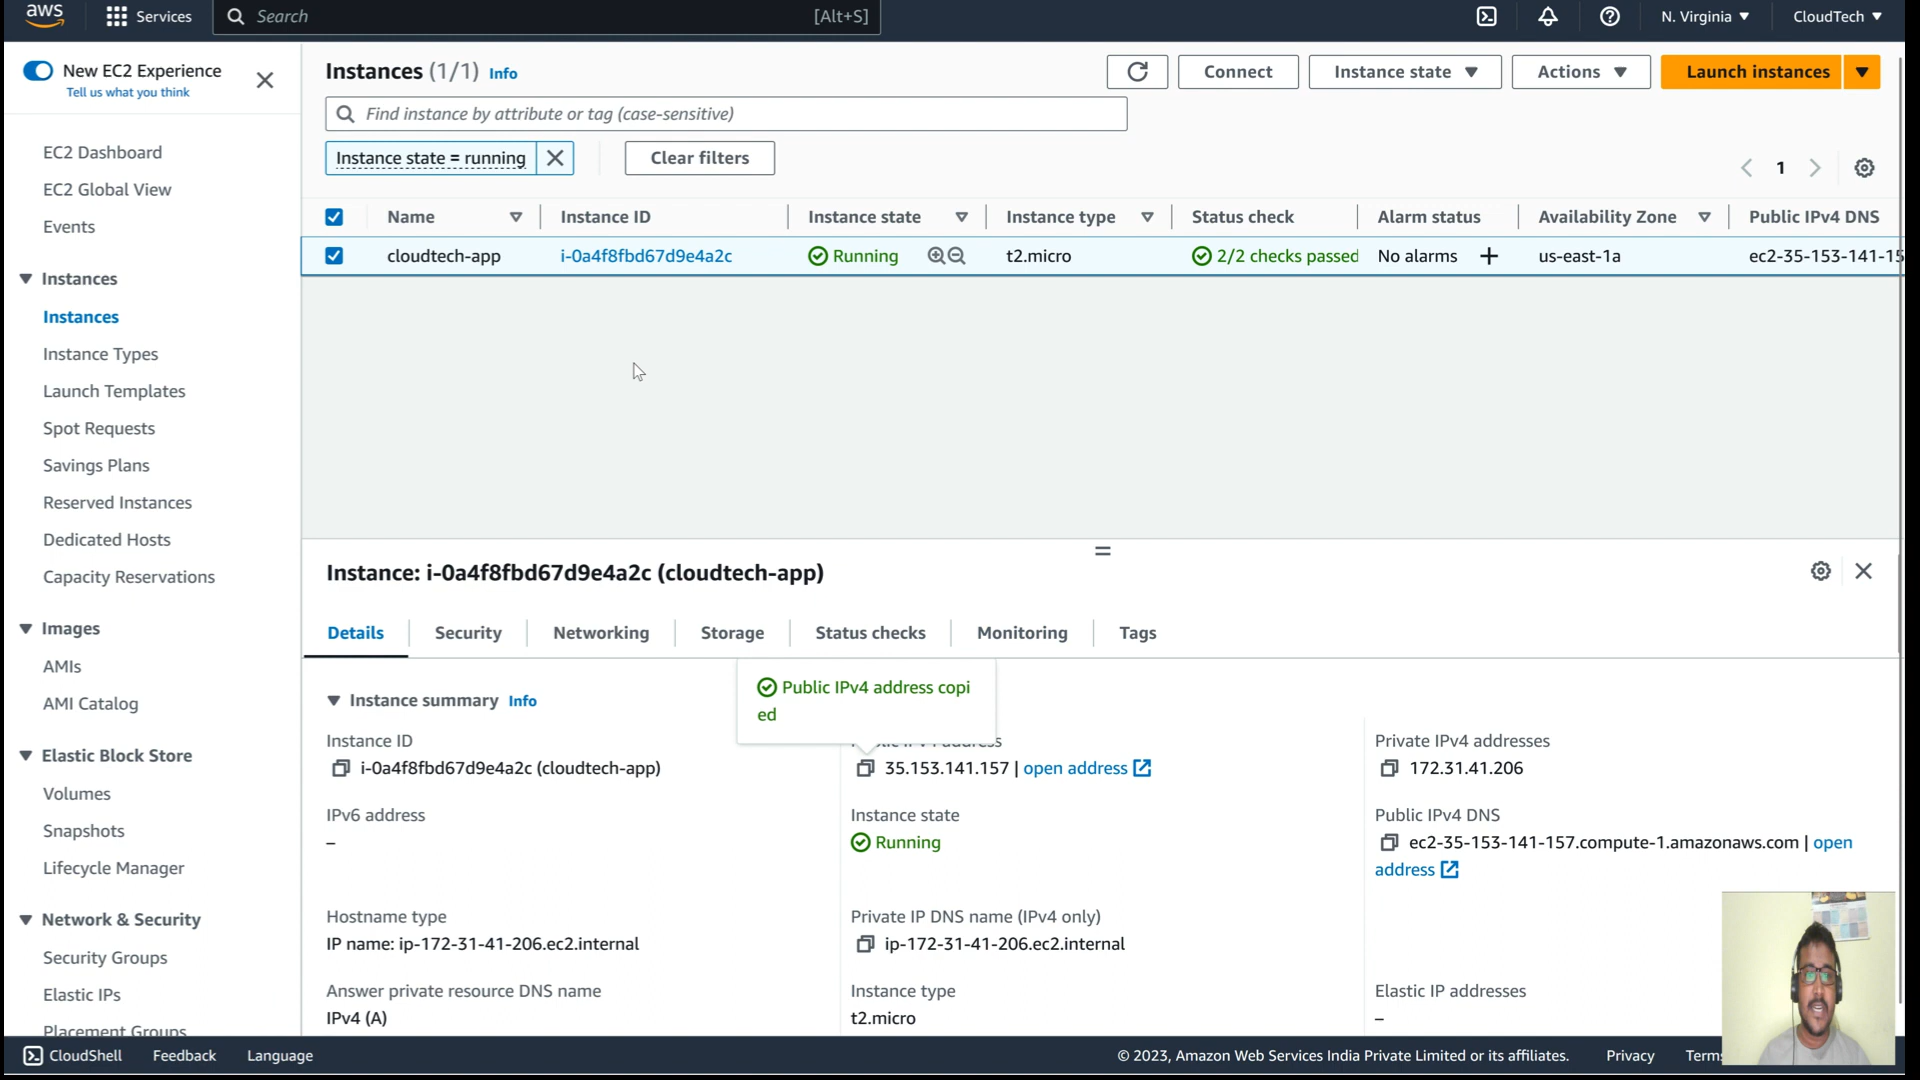 aws
Services
Search
[Alt+S]
N. Virginia
CloudTech
New EC2 Experience
Tell us what you think
EC2 Dashboard
EC2 Global View
Events
Instances
Instances
Instance Types
Launch Templates
Spot Requests
Savings Plans
Reserved Instances
Dedicated Hosts
Capacity Reservations
Images
AMIs
AMI Catalog
Elastic Block Store
Volumes
Snapshots
Lifecycle Manager
Network & Security
Security Groups
Elastic IPs
Placement Groups
Instances (1/1) Info
Connect
Instance state
Actions
Launch instances
Find instance by attribute or tag (case-sensitive)
Instance state = running
Clear filters
1
Name Instance ID Instance state Instance type Status check Alarm status Availability Zone Public IPv4 DNS
cloudtech-app i-0a4f8fbd67d9e4a2c Running t2.micro 2/2 checks passed No alarms + us-east-1a ec2-35-153-141-15
Instance: i-0a4f8fbd67d9e4a2c (cloudtech-app)
Details Security Networking Storage Status checks Monitoring Tags
Public IPv4 address copi
ed
Instance summary Info
Instance ID
i-0a4f8fbd67d9e4a2c (cloudtech-app)
35.153.141.157 | open address
Private IPv4 addresses
172.31.41.206
IPv6 address
–
Instance state
Running
Public IPv4 DNS
ec2-35-153-141-157.compute-1.amazonaws.com | open
address
Hostname type
IP name: ip-172-31-41-206.ec2.internal
Private IP DNS name (IPv4 only)
ip-172-31-41-206.ec2.internal
Answer private resource DNS name
IPv4 (A)
Instance type
t2.micro
Elastic IP addresses
–
CloudShell
Feedback
Language
© 2023, Amazon Web Services India Private Limited or its affiliates.
Privacy
Terms